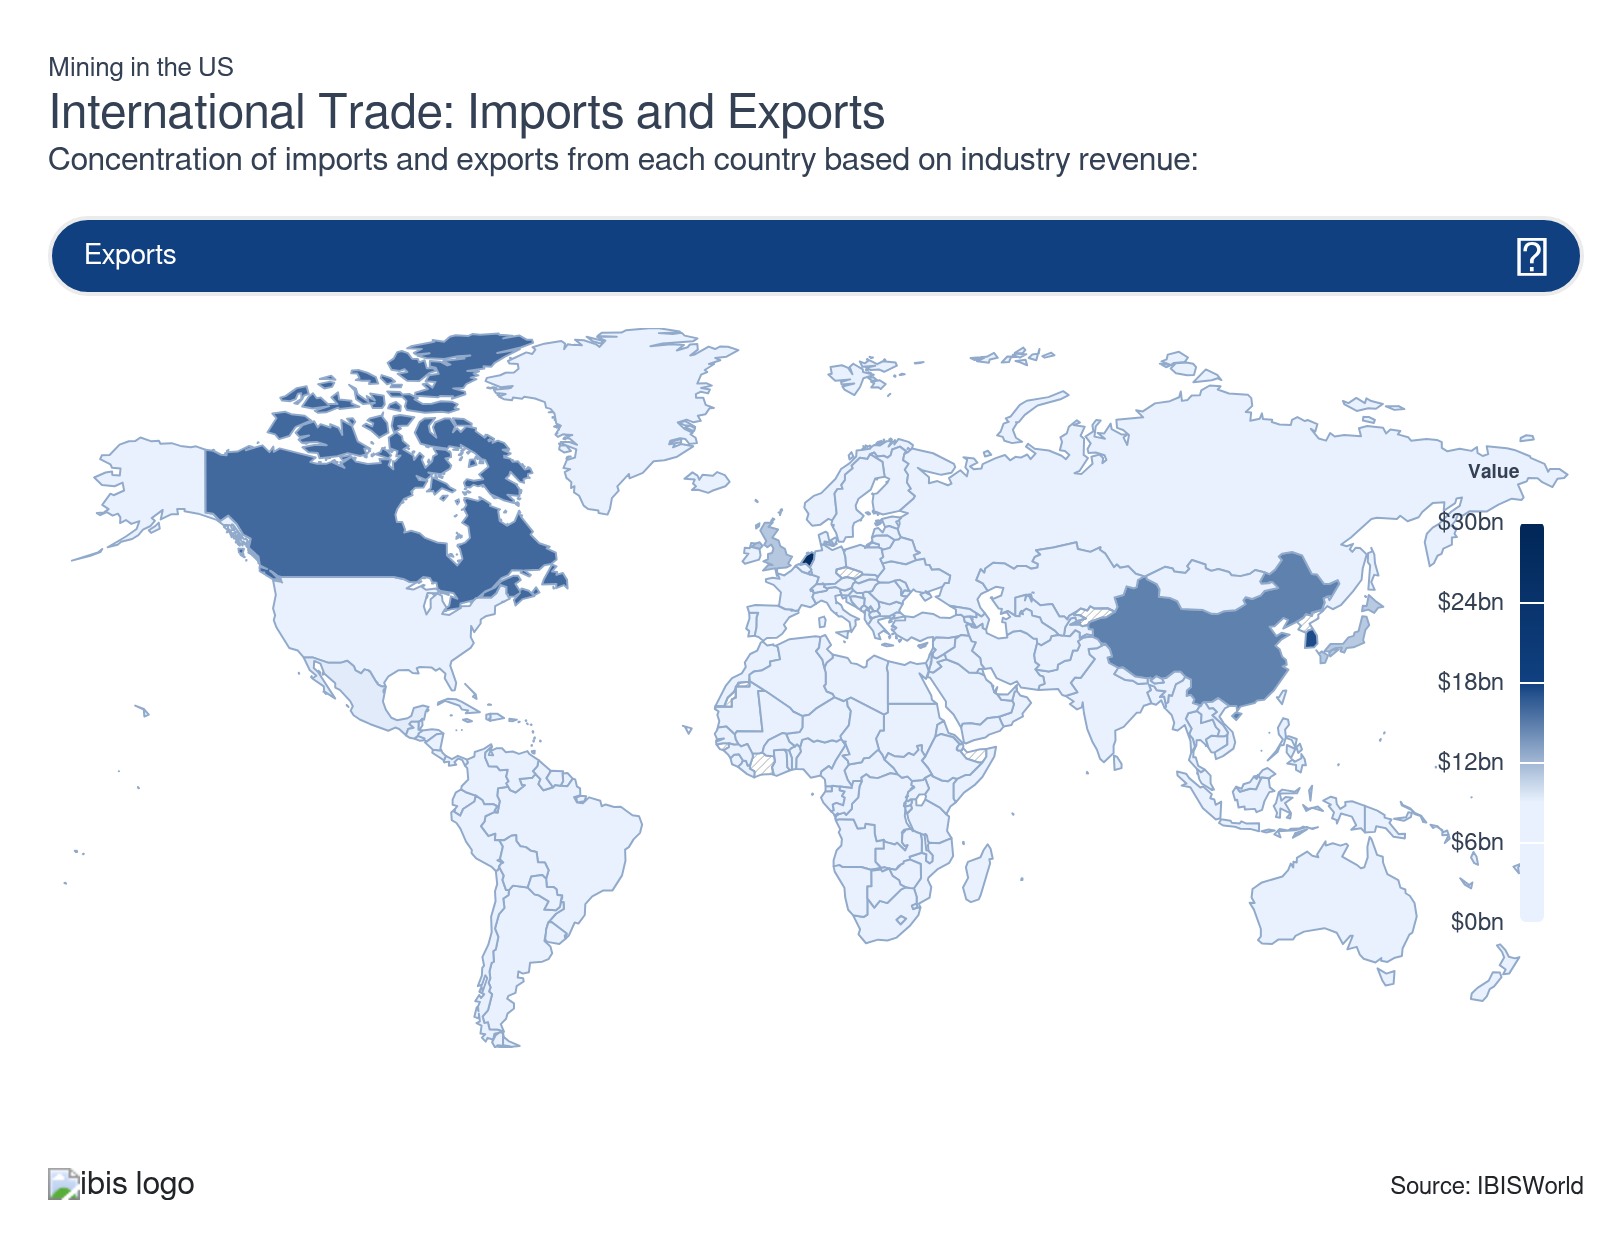 Mining in the US
International Trade: Imports and Exports
Concentration of imports and exports from each country based on industry revenue:
Exports
Value
$30bn
$24bn
$18bn
$12bn
$6bn
$0bn
ibis logo
Source: IBISWorld